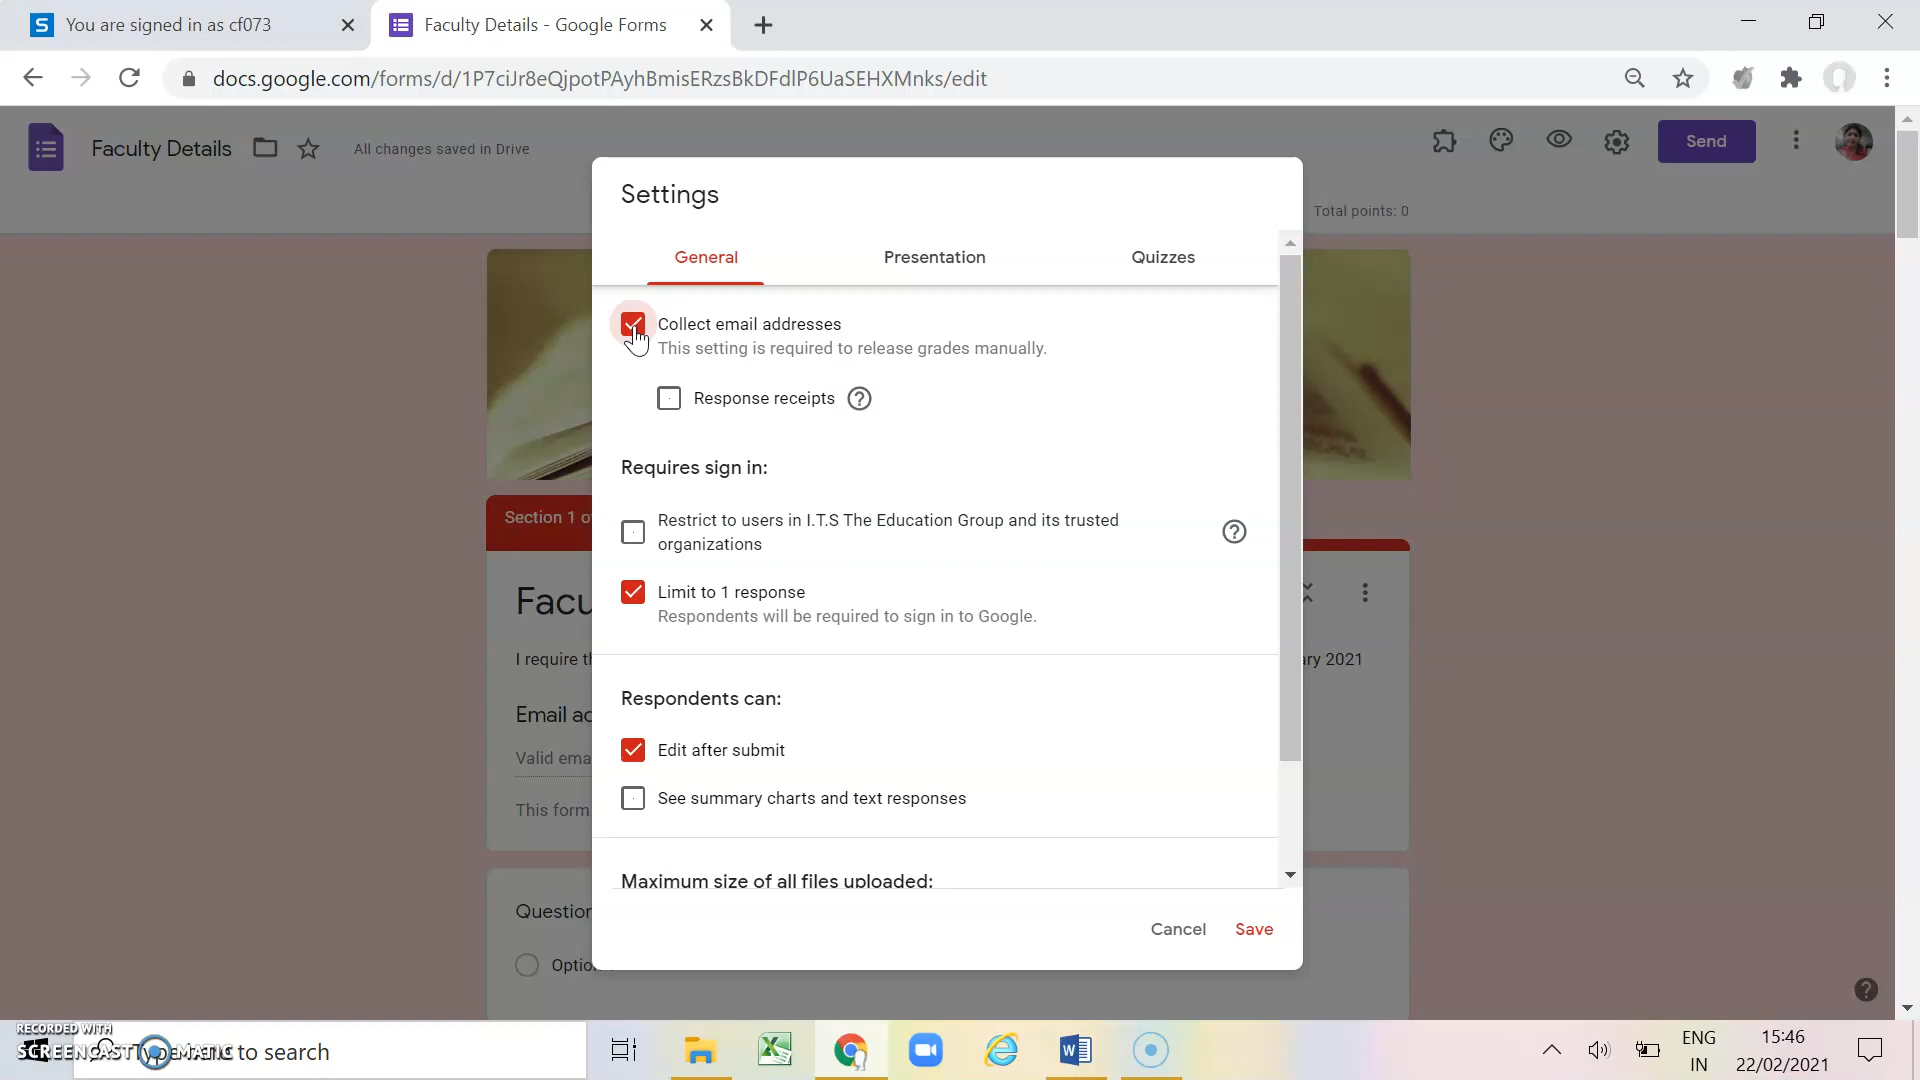 You are signed in as cf073
Faculty Details - Google Forms
docs.google.com/forms/d/1P7ciJr8eQjpotPAyhBmisERzsBkDFdlP6UaSEHXMnks/edit
Faculty Details
All changes saved in Drive
Send
Total points: 0
Settings
General
Presentation
Quizzes
Collect email addresses
This setting is required to release grades manually.
Response receipts
Requires sign in:
Restrict to users in I.T.S The Education Group and its trusted
organizations
Limit to 1 response
Respondents will be required to sign in to Google.
Respondents can:
Edit after submit
See summary charts and text responses
Maximum size of all files uploaded:
Cancel
Save
Section 1 o
Facu
I require th
ry 2021
Email ad
Valid ema
This form
Question
Optio
RECORDED WITH
SCREENCAST MATIC
to search
ENG
IN
15:46
22/02/2021